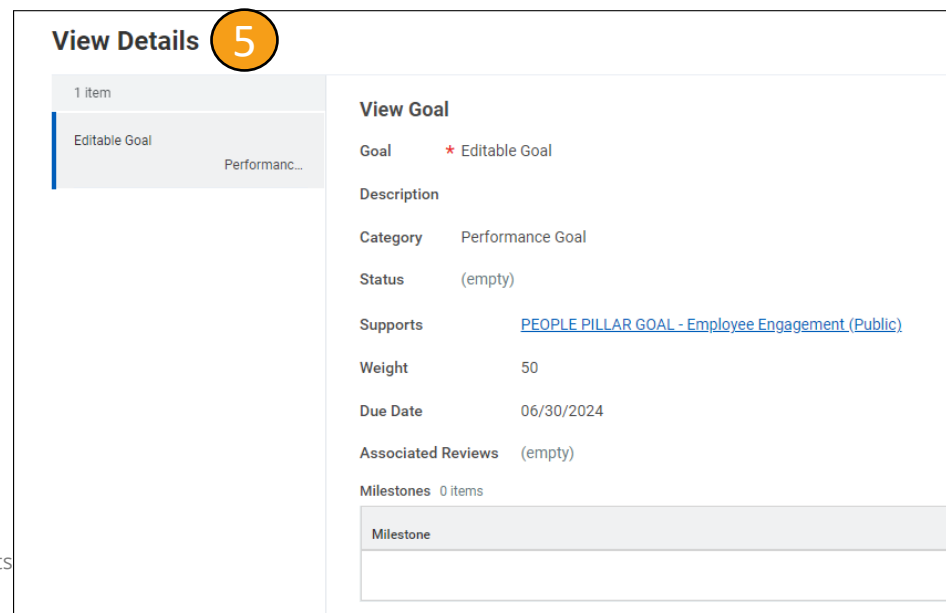 View Details 5
1 item
Editable Goal
Performanc...
View Goal
Goal * Editable Goal
Description
Category Performance Goal
Status (empty)
Supports PEOPLE PILLAR GOAL - Employee Engagement (Public)
Weight 50
Due Date 06/30/2024
Associated Reviews (empty)
Milestones 0 items
Milestone